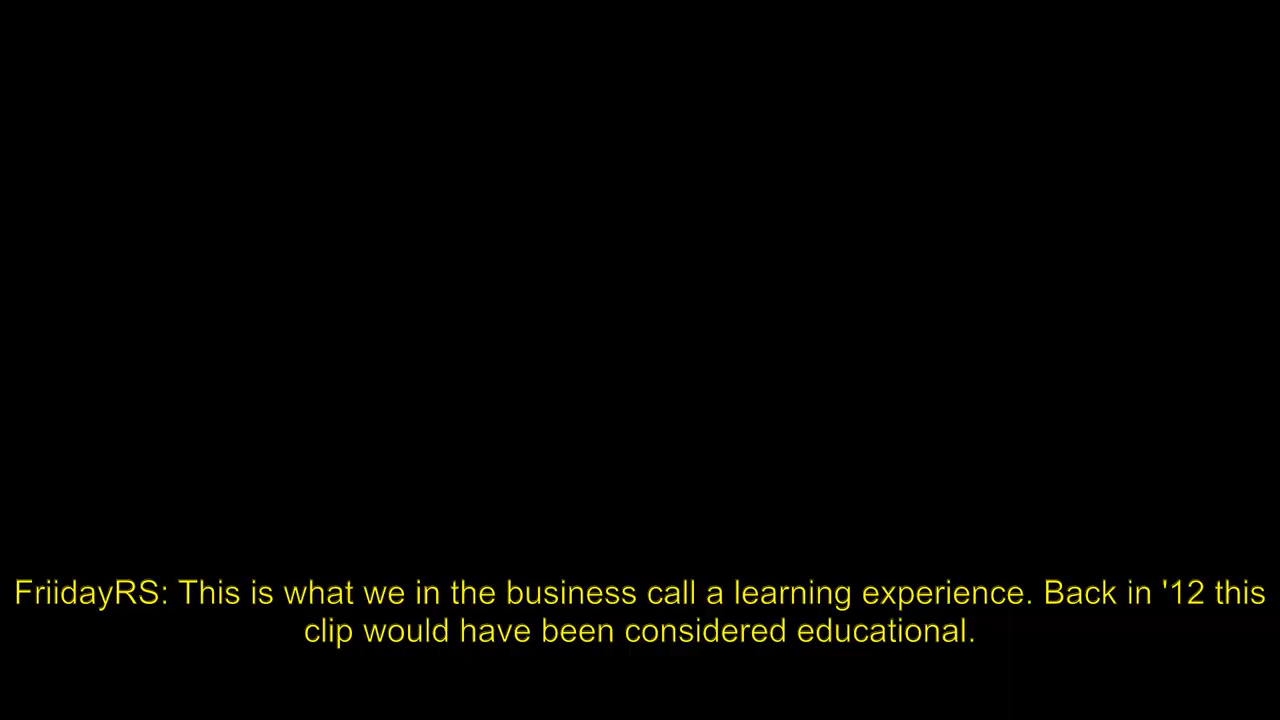 FriidayRS: This is what we in the business call a learning experience. Back in '12 this
clip would have been considered educational.